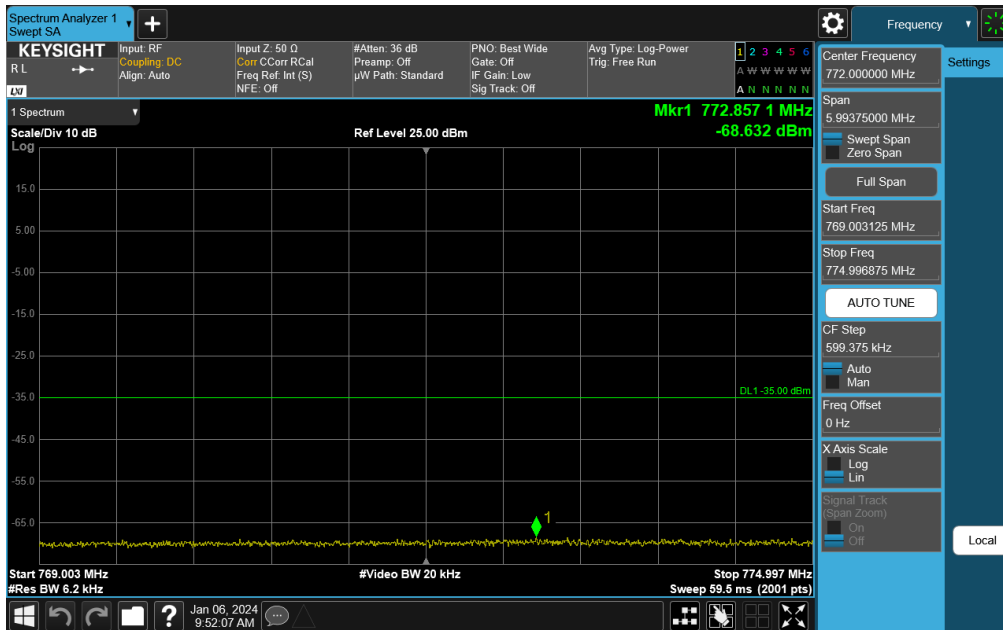 Spectrum Analyzer 1
Swept SA
Frequency
KEYSIGHT
R L
LXI
Input: RF
Coupling: DC
Align: Auto
Input Z: 50 Ω
Corr CCorr RCal
Freq Ref: Int (S)
NFE: Off
#Atten: 36 dB
Preamp: Off
µW Path: Standard
PNO: Best Wide
Gate: Off
IF Gain: Low
Sig Track: Off
Avg Type: Log-Power
Trig: Free Run
1 2 3 4 5 6
A W W W W W
A N N N N N
Center Frequency
772.000000 MHz
Settings
Span
5.99375000 MHz
Swept Span
Zero Span
Full Span
Start Freq
769.003125 MHz
Stop Freq
774.996875 MHz
AUTO TUNE
CF Step
599.375 kHz
Auto
Man
Freq Offset
0 Hz
X Axis Scale
Log
Lin
Signal Track
(Span Zoom)
On
Off
Local
1 Spectrum
Mkr1 772.857 1 MHz
Scale/Div 10 dB
Ref Level 25.00 dBm
-68.632 dBm
Log
15.0
5.00
-5.00
-15.0
-25.0
DL1 -35.00 dBm
-35.0
-45.0
-55.0
-65.0
1
Start 769.003 MHz
#Video BW 20 kHz
Stop 774.997 MHz
#Res BW 6.2 kHz
Sweep 59.5 ms (2001 pts)
?
Jan 06, 2024
9:52:07 AM